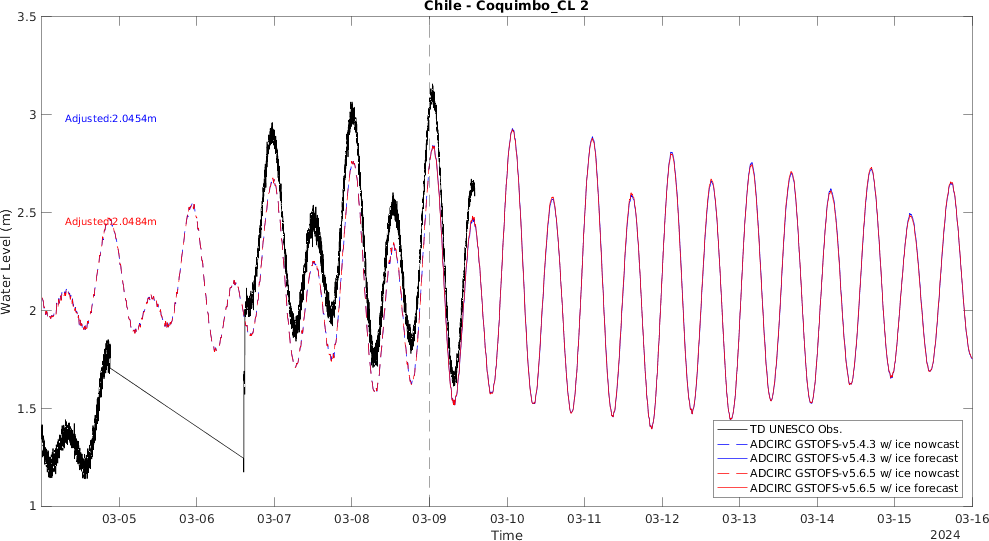 Chile - Coquimbo_CL 2
3.5
3
2.5
2
1.5
1
Water Level (m)
Adjusted:2.0454m
Adjusted:2.0484m
TD UNESCO Obs.
ADCIRC GSTOFS-v5.4.3 w/ ice nowcast
ADCIRC GSTOFS-v5.4.3 w/ ice forecast
ADCIRC GSTOFS-v5.6.5 w/ ice nowcast
ADCIRC GSTOFS-v5.6.5 w/ ice forecast
03-05 03-06 03-07 03-08 03-09 03-10 03-11 03-12 03-13 03-14 03-15 03-16
Time
2024